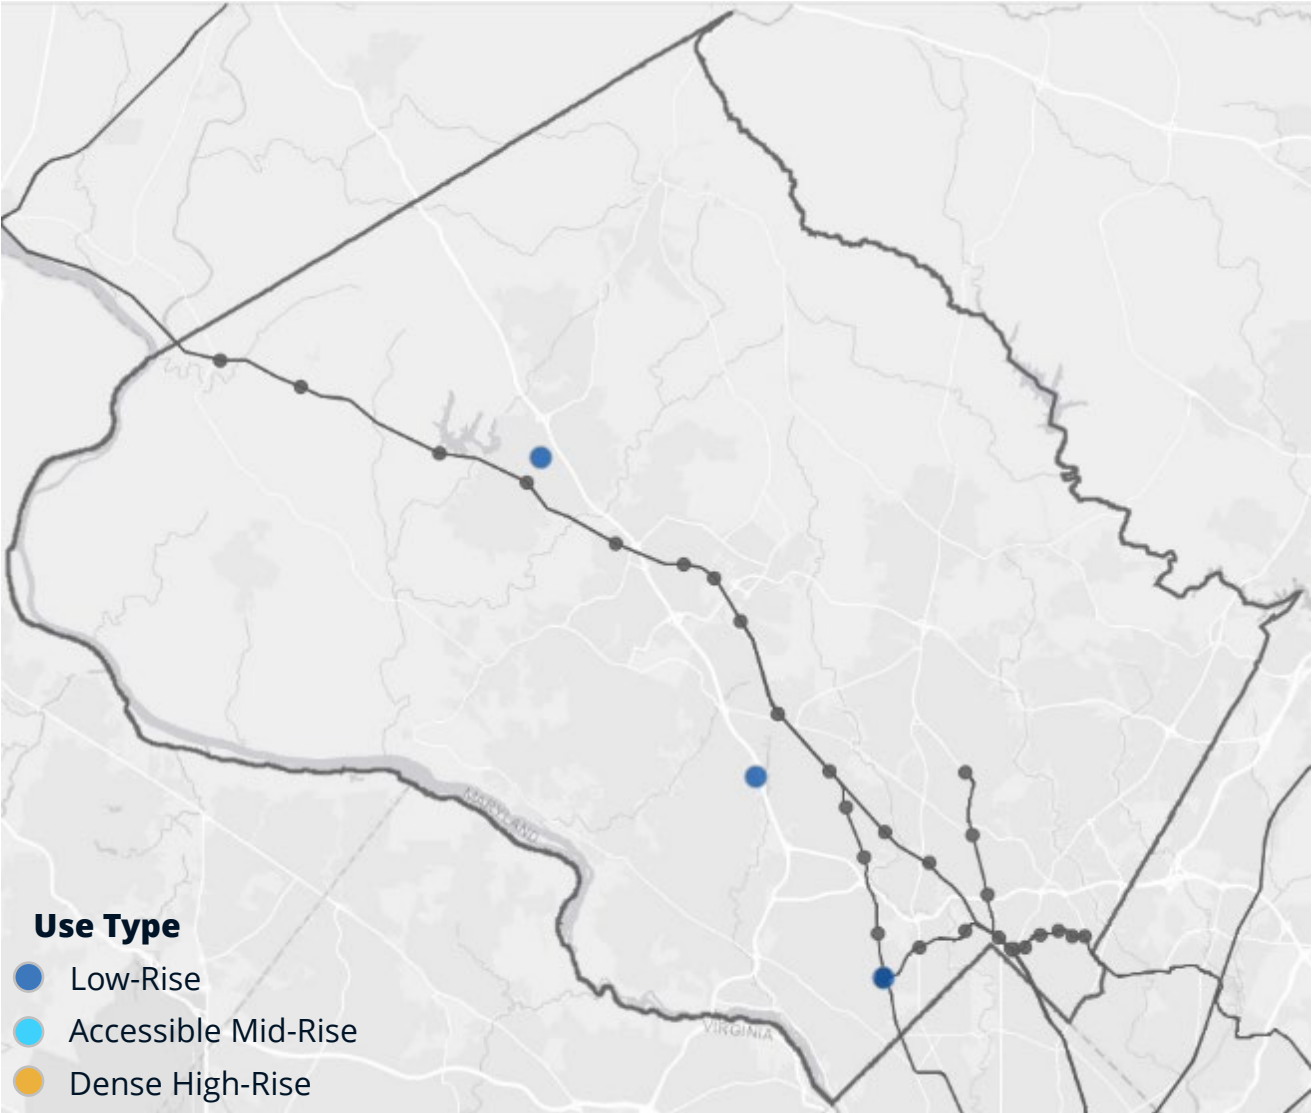 MARYLAND
VIRGINIA
Use Type
Low-Rise
Accessible Mid-Rise
Dense High-Rise